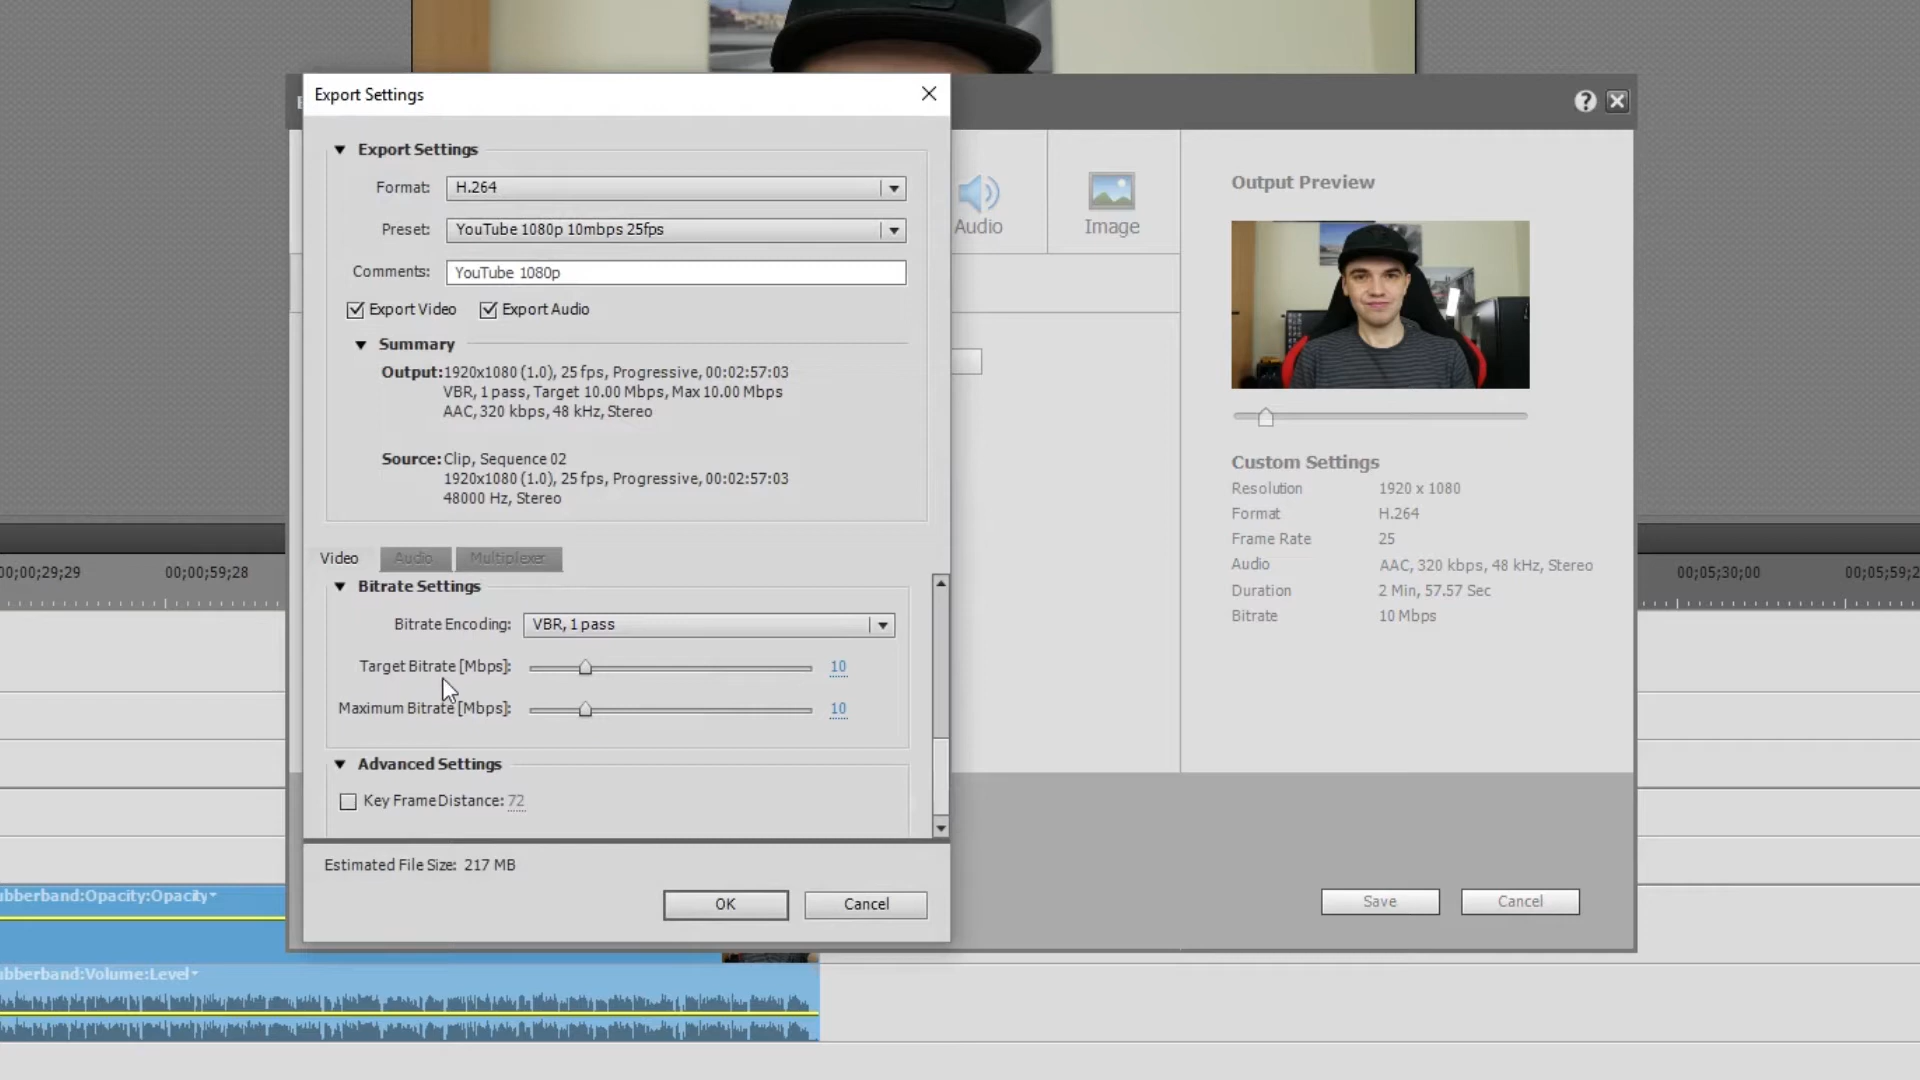 Export Settings
Export Settings
Format: H.264
Preset: YouTube 1080p 10mbps 25fps
Comments: YouTube 1080p
Export Video Export Audio
Summary
Output: 1920x1080 (1.0), 25 fps, Progressive, 00:02:57:03
VBR, 1 pass, Target 10.00 Mbps, Max 10.00 Mbps
AAC, 320 kbps, 48 kHz, Stereo
Source: Clip, Sequence 02
1920x1080 (1.0), 25 fps, Progressive, 00:02:57:03
48000 Hz, Stereo
Video Audio Multiplexer
Bitrate Settings
Bitrate Encoding: VBR, 1 pass
Target Bitrate [Mbps]: 10
Maximum Bitrate [Mbps]: 10
Advanced Settings
Key Frame Distance: 72
Estimated File Size: 217 MB
OK Cancel
Audio
Image
Output Preview
Custom Settings
Resolution 1920 x 1080
Format H.264
Frame Rate 25
Audio AAC, 320 kbps, 48 kHz, Stereo
Duration 2 Min, 57.57 Sec
Bitrate 10 Mbps
Save Cancel
00;00;29;29 00;00;59;28
00;05;30;00 00;05;59;2
ubberband:Opacity:Opacity
ubberband:Volume:Level